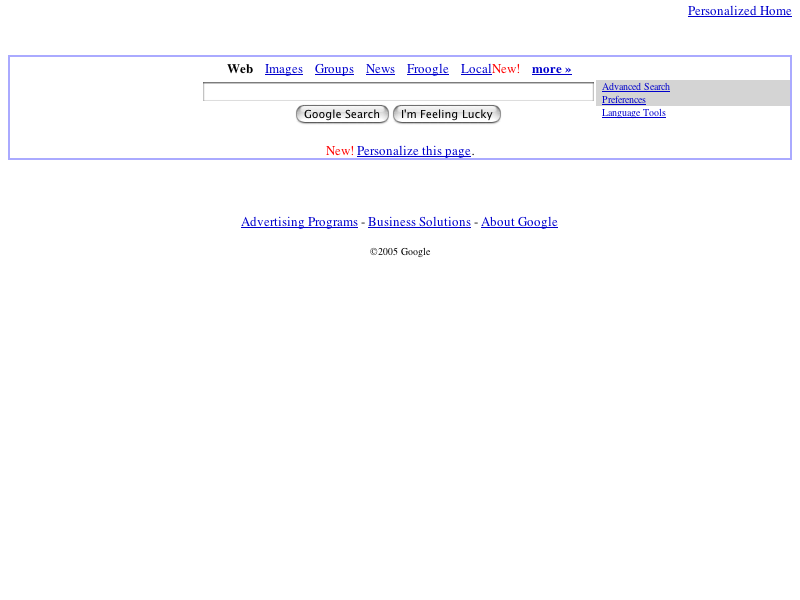 Personalized Home
Web Images Groups News Froogle LocalNew! more »
Advanced Search
Preferences
Language Tools
Google Search I'm Feeling Lucky
New! Personalize this page.
Advertising Programs - Business Solutions - About Google
©2005 Google